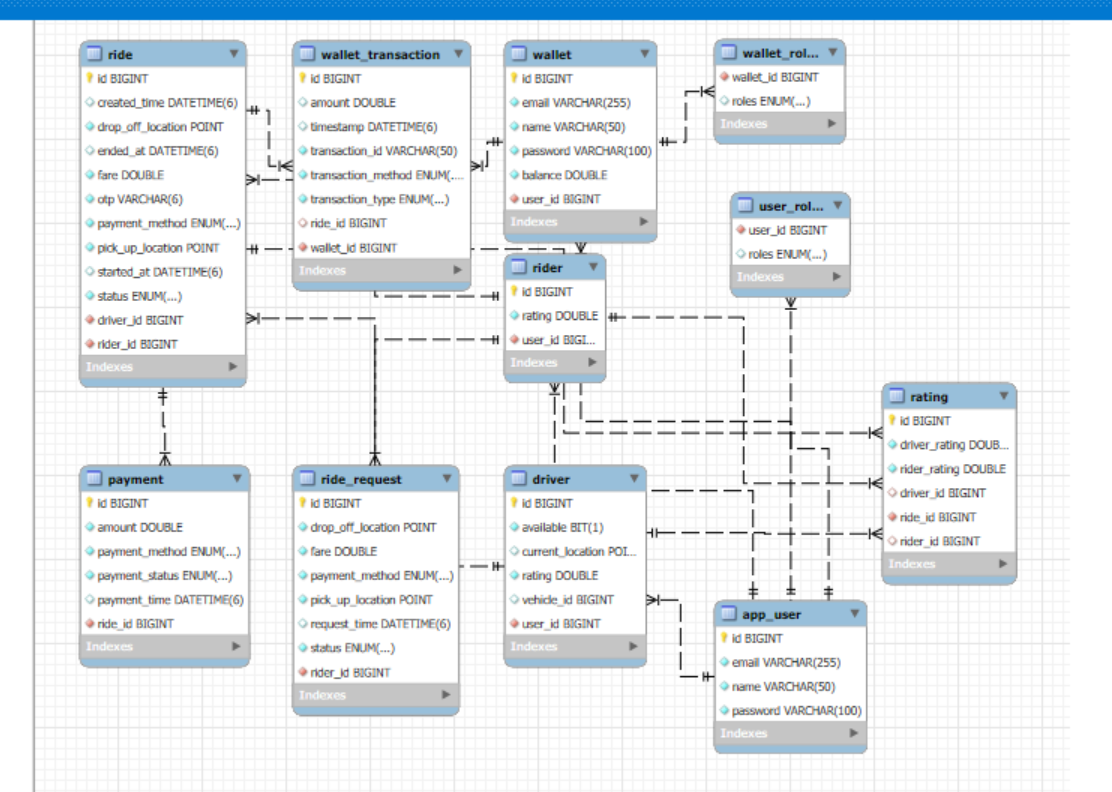 ride
id BIGINT
created_time DATETIME(6)
drop_off_location POINT
ended_at DATETIME(6)
fare DOUBLE
otp VARCHAR(6)
payment_method ENUM(...)
pick_up_location POINT
started_at DATETIME(6)
status ENUM(...)
driver_id BIGINT
rider_id BIGINT
Indexes
wallet_transaction
id BIGINT
amount DOUBLE
timestamp DATETIME(6)
transaction_id VARCHAR(50)
transaction_method ENUM(...
transaction_type ENUM(...)
ride_id BIGINT
wallet_id BIGINT
Indexes
wallet
id BIGINT
email VARCHAR(255)
name VARCHAR(50)
password VARCHAR(100)
balance DOUBLE
user_id BIGINT
Indexes
wallet_rol...
wallet_id BIGINT
roles ENUM(...)
Indexes
user_rol...
user_id BIGINT
roles ENUM(...)
Indexes
rider
id BIGINT
rating DOUBLE
user_id BIGI...
Indexes
rating
id BIGINT
driver_rating DOUB...
rider_rating DOUBLE
driver_id BIGINT
ride_id BIGINT
rider_id BIGINT
Indexes
payment
id BIGINT
amount DOUBLE
payment_method ENUM(...)
payment_status ENUM(...)
payment_time DATETIME(6)
ride_id BIGINT
Indexes
ride_request
id BIGINT
drop_off_location POINT
fare DOUBLE
payment_method ENUM(...)
pick_up_location POINT
request_time DATETIME(6)
status ENUM(...)
rider_id BIGINT
Indexes
driver
id BIGINT
available BIT(1)
current_location POI...
rating DOUBLE
vehicle_id BIGINT
user_id BIGINT
Indexes
app_user
id BIGINT
email VARCHAR(255)
name VARCHAR(50)
password VARCHAR(100)
Indexes